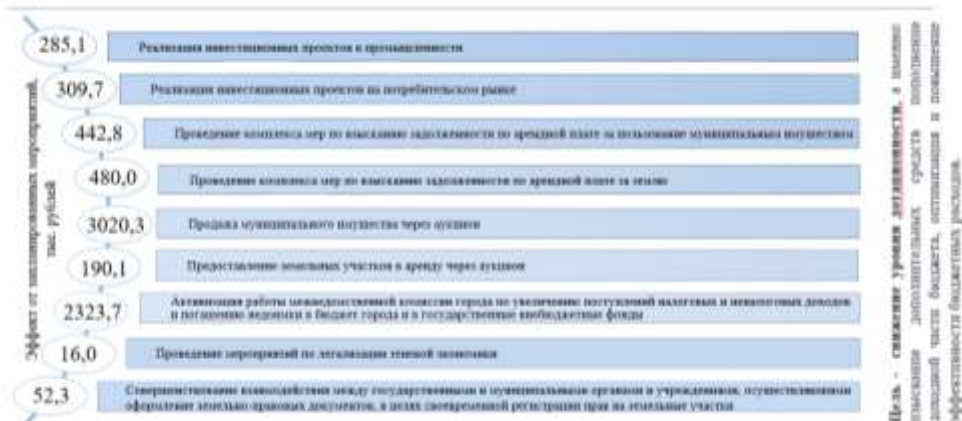 285,1
Реализация инвестиционных проектов в промышленности
309,7
Реализация инвестиционных проектов на потребительском рынке
442,8
Проведение комплекса мер по взысканию задолженности по арендной плате за пользование муниципальным имуществом
480,0
Проведение комплекса мер по взысканию задолженности по арендной плате за землю
3020,3
Продажа муниципального имущества через аукцион
190,1
Предоставление земельных участков в аренду через аукцион
2323,7
Активизация работы межведомственной комиссии города по увеличению поступлений налоговых и неналоговых доходов
и погашению недоимки в бюджет города и в государственные внебюджетные фонды
16,0
Проведение мероприятий по легализации теневой экономики
52,3
Совершенствование взаимодействия между государственными и муниципальными органами и учреждениями, осуществляющими
оформление земельно-правовых документов, в целях своевременной регистрации прав на земельные участки
Эффект от запланированных мероприятий,
тыс. рублей
Цель - снижение уровня дотационности, а именно:
изыскание дополнительных средств пополнение
доходной части бюджета, оптимизация и повышение
эффективности бюджетных расходов.